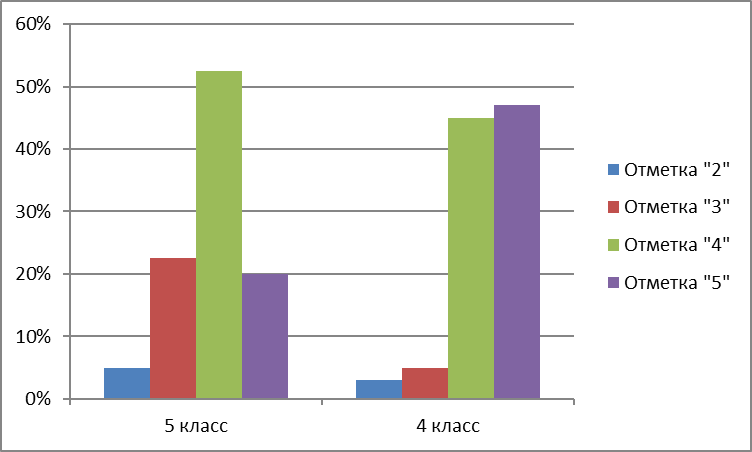 60%
50%
40%
30%
20%
10%
0%
5 класс
4 класс
Отметка "2"
Отметка "3"
Отметка "4"
Отметка "5"